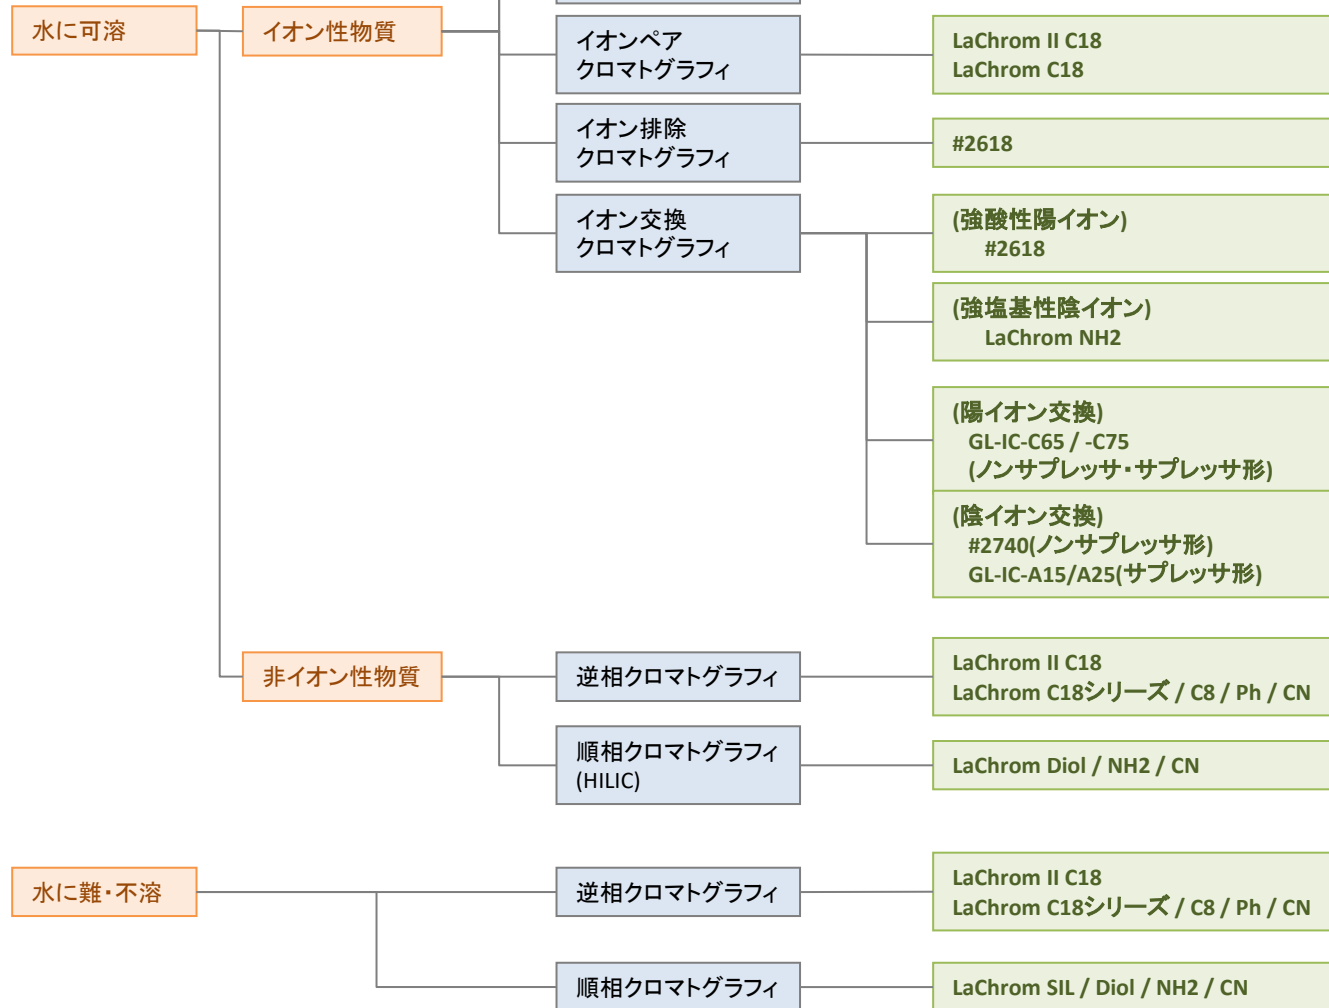 水に可溶
イオン性物質
イオンペア
クロマトグラフィ
LaChrom II C18
LaChrom C18
イオン排除
クロマトグラフィ
#2618
イオン交換
クロマトグラフィ
(強酸性陽イオン)
#2618
(強塩基性陰イオン)
LaChrom NH2
(陽イオン交換)
GL-IC-C65 / -C75
(ノンサプレッサ・サプレッサ形)
(陰イオン交換)
#2740(ノンサプレッサ形)
GL-IC-A15/A25(サプレッサ形)
非イオン性物質
逆相クロマトグラフィ
LaChrom II C18
LaChrom C18シリーズ / C8 / Ph / CN
順相クロマトグラフィ
(HILIC)
LaChrom Diol / NH2 / CN
水に難・不溶
逆相クロマトグラフィ
LaChrom II C18
LaChrom C18シリーズ / C8 / Ph / CN
順相クロマトグラフィ
LaChrom SIL / Diol / NH2 / CN